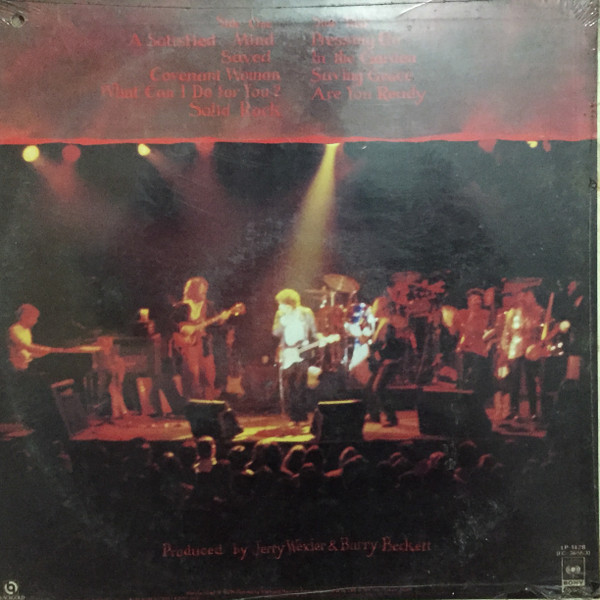 Side One
A Satisfied Mind
Saved
Covenant Woman
What Can I Do for You?
Solid Rock
Side Two
Pressing On
In the Garden
Saving Grace
Are You Ready
Produced by Jerry Wexler & Barry Beckett